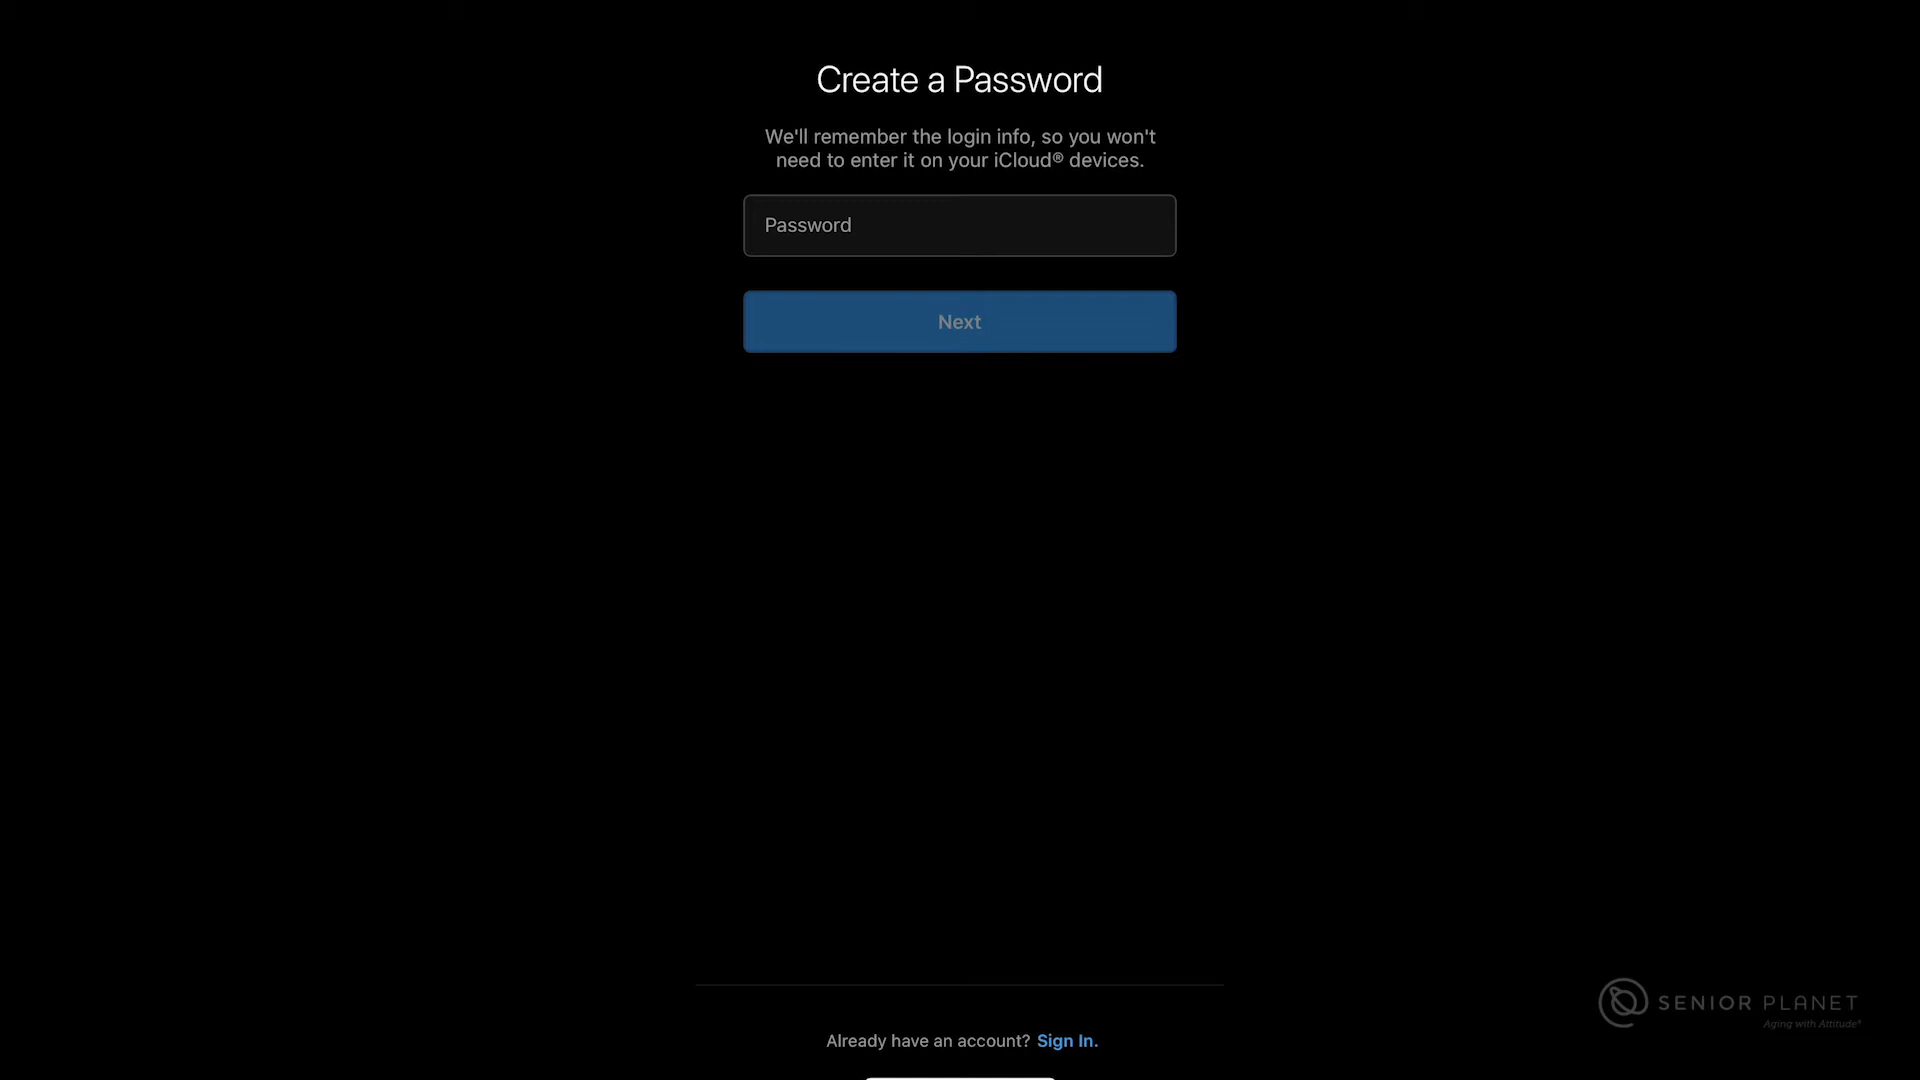 Create a Password
We'll remember the login info, so you won't
need to enter it on your iCloud® devices.
Password
Next
SENIOR PLANET
Aging with Attitude®
Already have an account? Sign In.